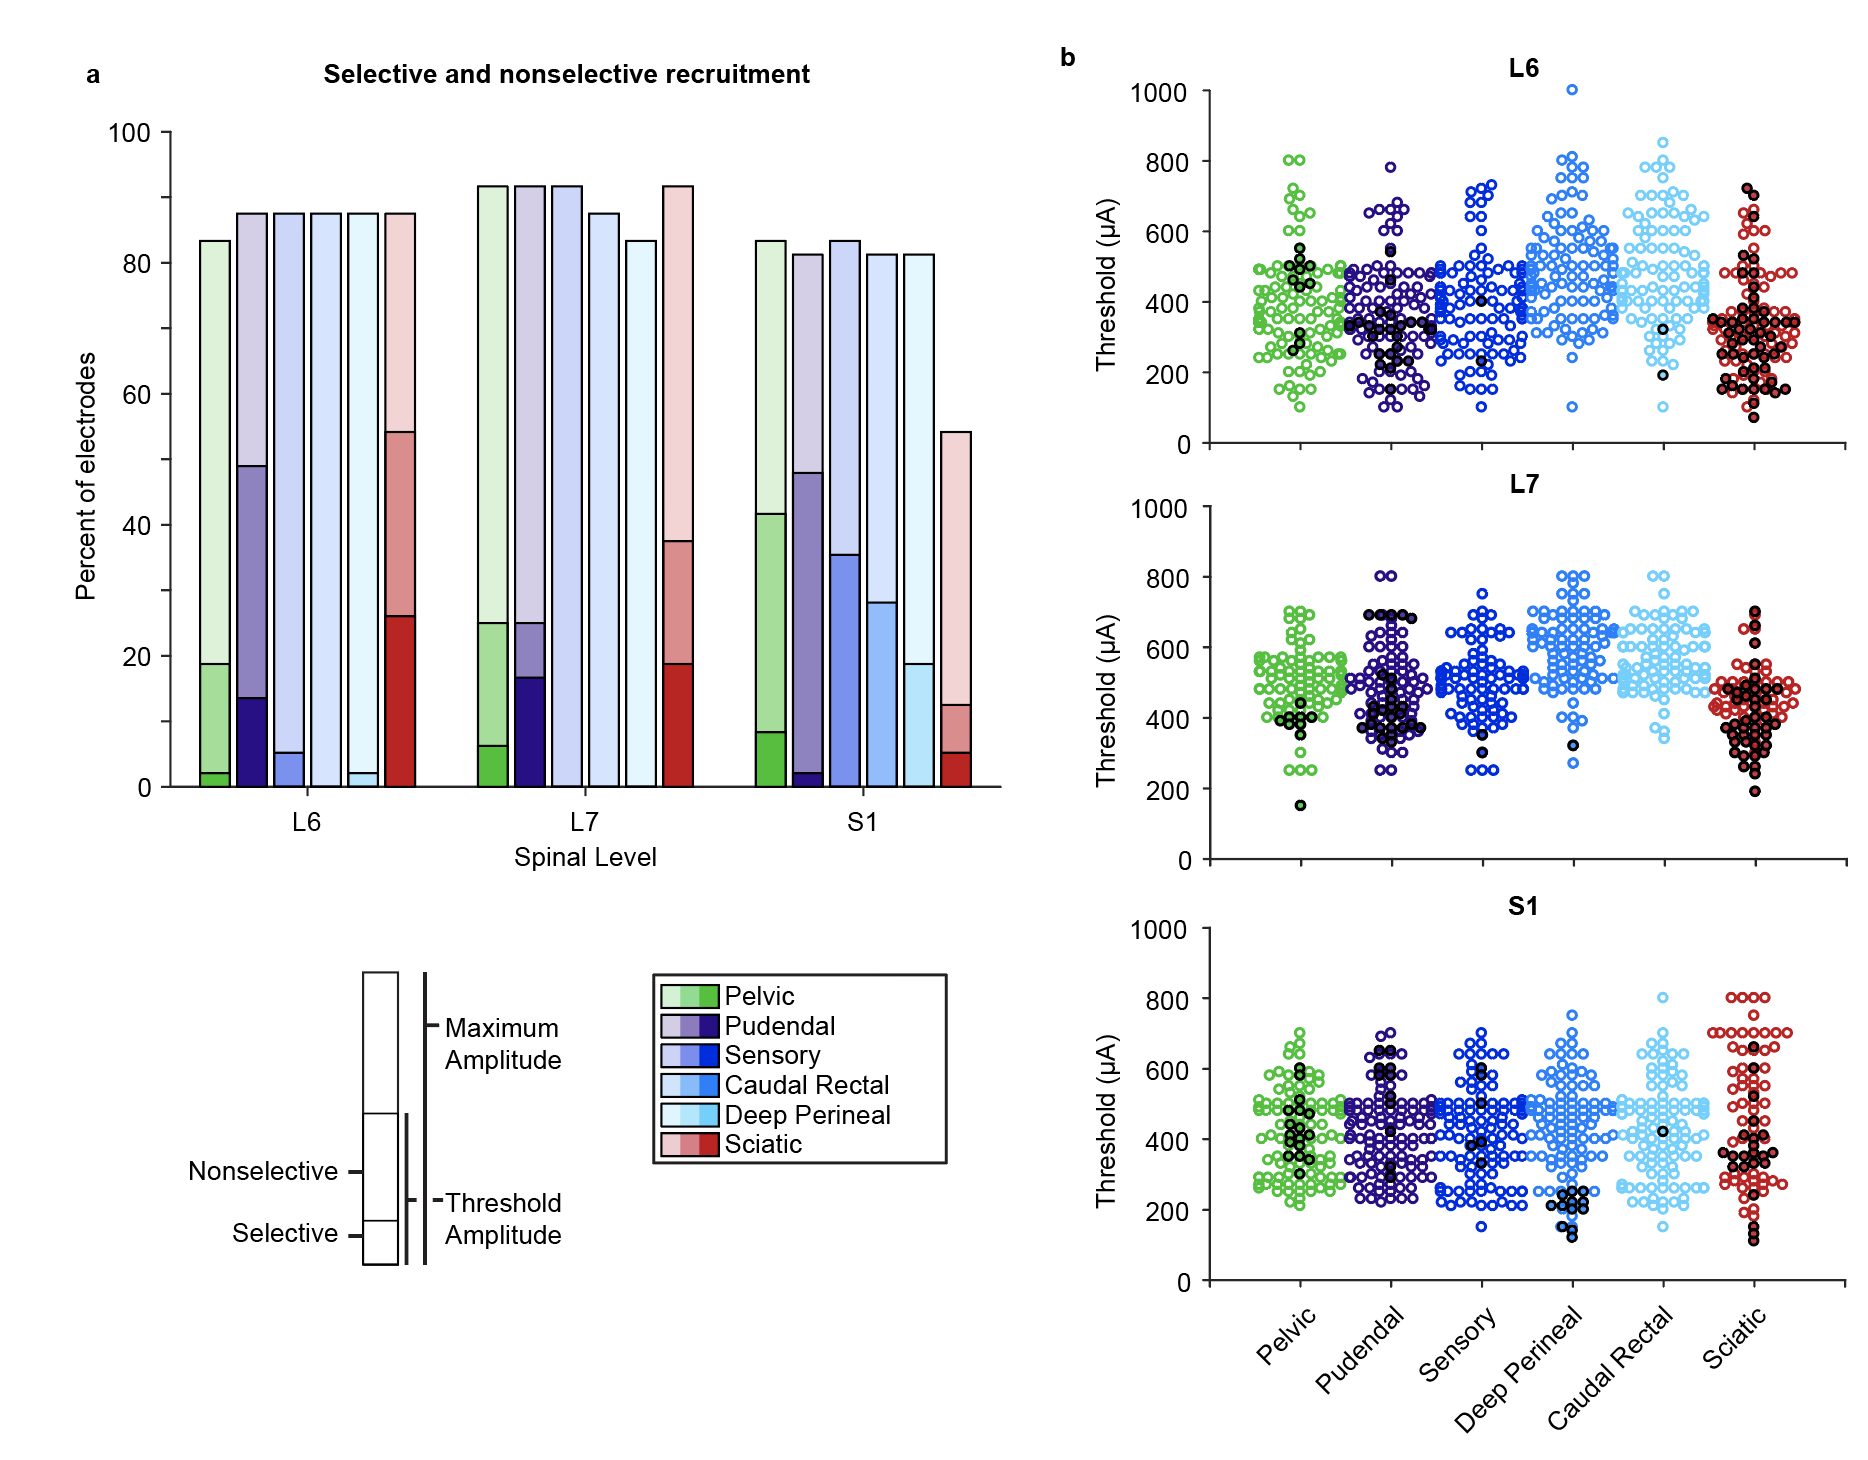 a
Selective and nonselective recruitment
Percent of electrodes
100
80
60
40
20
0
L6
L7
S1
Spinal Level
Maximum
Amplitude
Nonselective
Selective
Threshold
Amplitude
Pelvic
Pudendal
Sensory
Caudal Rectal
Deep Perineal
Sciatic
b
L6
Threshold (µA)
1000
800
600
400
200
0
L7
Threshold (µA)
1000
800
600
400
200
0
S1
Threshold (µA)
1000
800
600
400
200
0
Pelvic
Pudendal
Sensory
Deep Perineal
Caudal Rectal
Sciatic